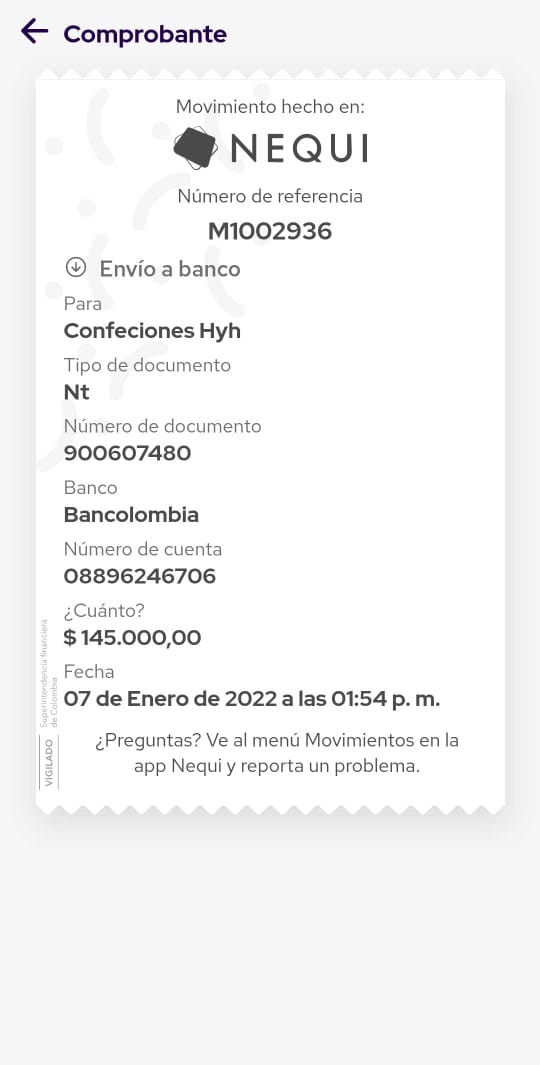 Comprobante
Movimiento hecho en:
NEQUI
Número de referencia
M1002936
Envío a banco
Para
Confeciones Hyh
Tipo de documento
Nt
Número de documento
900607480
Banco
Bancolombia
Número de cuenta
08896246706
¿Cuánto?
$ 145.000,00
Fecha
07 de Enero de 2022 a las 01:54 p. m.
¿Preguntas? Ve al menú Movimientos en la
app Nequi y reporta un problema.
VIGILADO
Superintendencia financiera
de Colombia